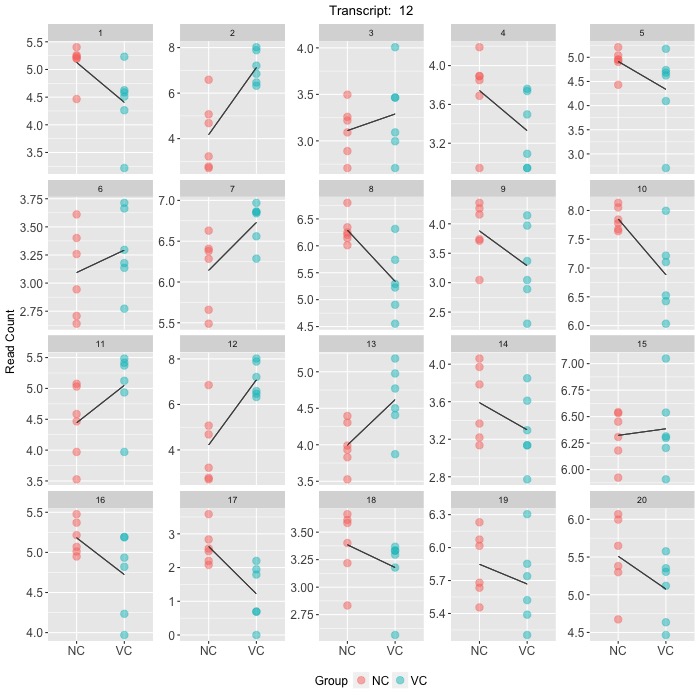 Transcript: 12
1 2 3 4 5
5.5 8 4.0 4.0 5.0
5.0 6 3.6 4.5
4.5 4.0
4.0 4 3.0 3.2 3.5
3.5 3.0
6 7 8 9 10
3.75 7.0 6.5 4.0 8.0
3.50 6.5 6.0 3.5 7.5
3.25 5.5 7.0
3.00 6.0 5.0 3.0 6.5
2.75 5.5 4.5 2.5 6.0
Read Count
11 12 13 14 15
5.5 8 5.0 4.0 7.00
5.0 6 4.5 3.6 6.75
4.5 6.50
4.0 4 4.0 3.2 6.25
3.5 3.5 2.8 6.00
16 17 18 19 20
5.5 3 3.50 6.3 6.0
5.0 2 3.25 6.0 5.5
4.5 1 3.00 5.7 5.0
4.0 0 2.75 5.4 4.5
NC VC NC VC NC VC NC VC NC VC
Group NC VC